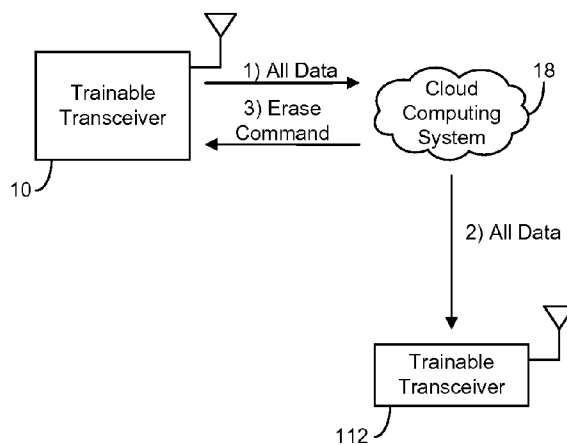 Trainable
Transceiver
10
1) All Data
3) Erase
Command
Cloud
Computing
System
18
2) All Data
Trainable
Transceiver
112